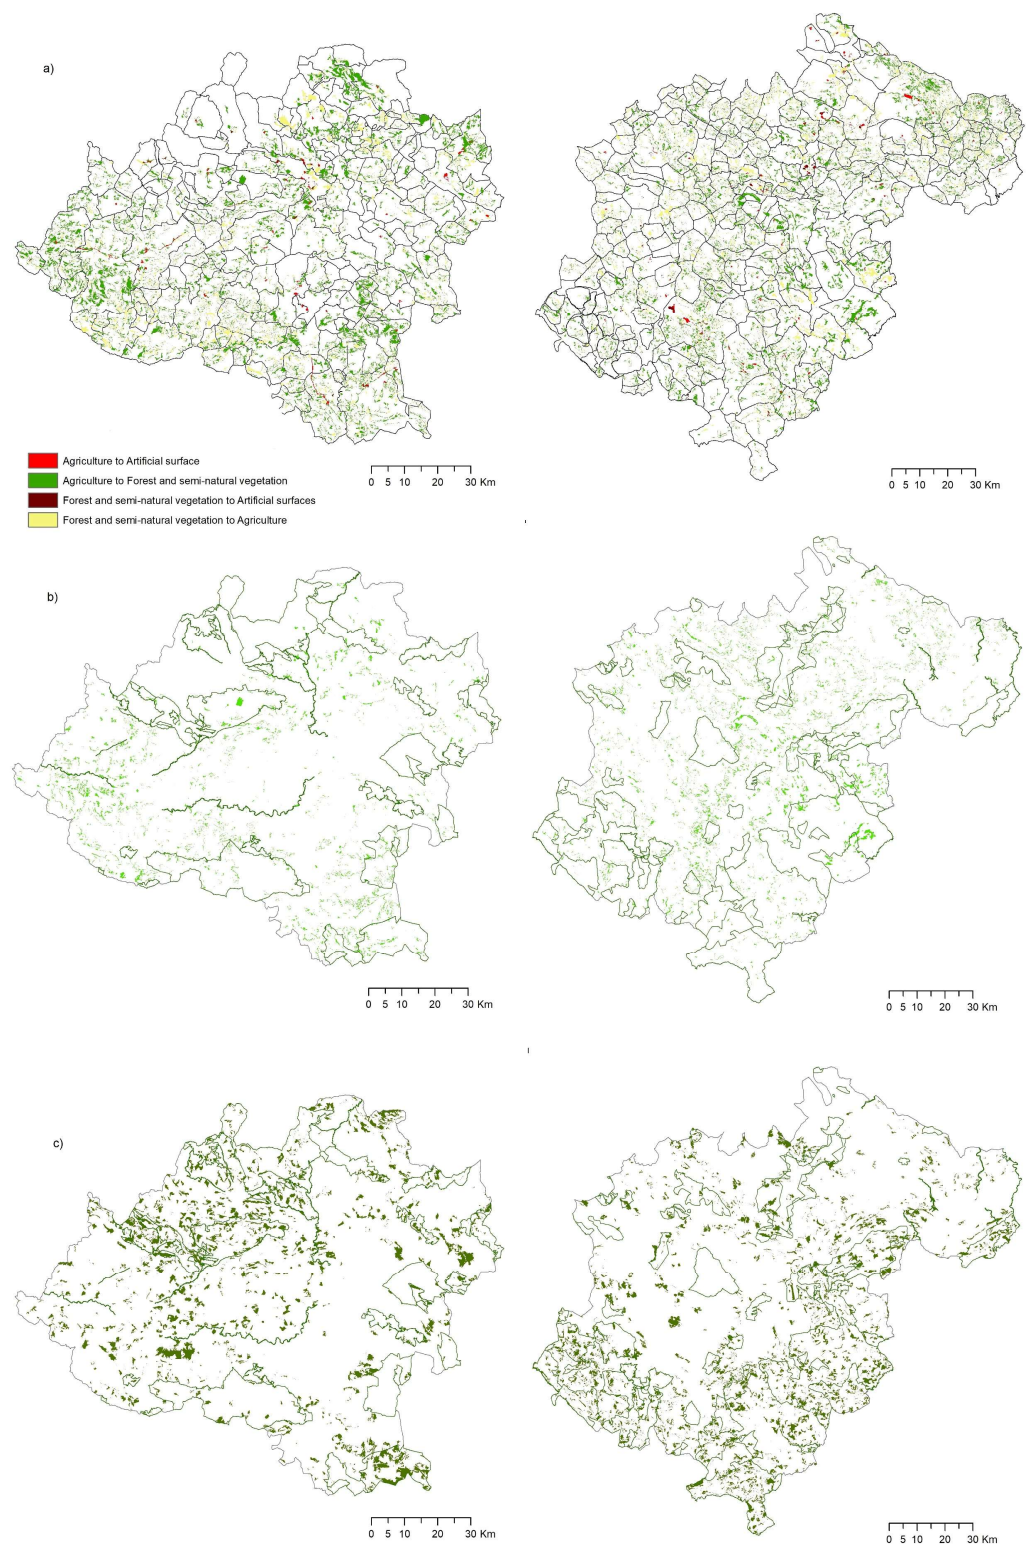 a)
Agriculture to Artificial surface
Agriculture to Forest and semi-natural vegetation
Forest and semi-natural vegetation to Artificial surfaces
Forest and semi-natural vegetation to Agriculture
0 5 10 20 30 Km
0 5 10 20 30 Km
b)
0 5 10 20 30 Km
0 5 10 20 30 Km
c)
0 5 10 20 30 Km
0 5 10 20 30 Km